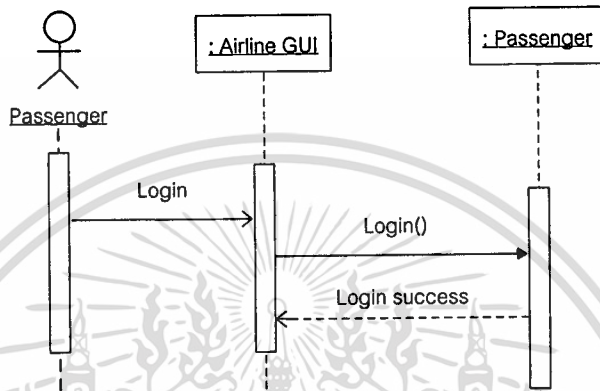 : Airline GUI
: Passenger
Passenger
Login
Login()
Login success